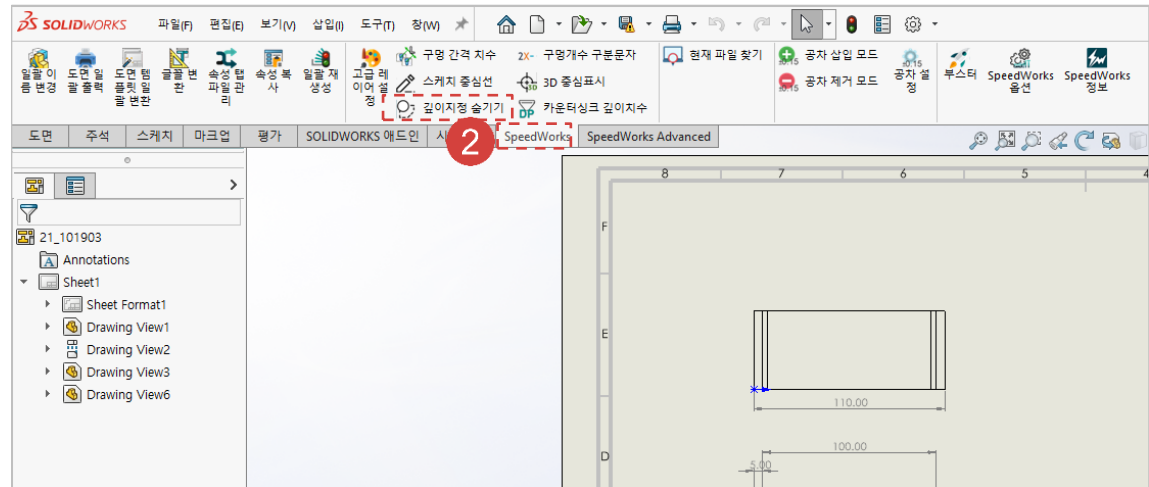 SOLIDWORKS 파일(F) 편집(E) 보기(V) 삽입(I) 도구(T) 창(W)
일괄 이름 변경
도면 일괄 출력
도면 템플릿 일괄 변환
글꼴 변환
속성 탭 파일 관리
속성 복사
일괄 재생성
고급 레이어 설정
구멍 간격 치수
스케치 중심선
깊이지정 숨기기
2X- 구멍개수 구분문자
3D 중심표시
DP 카운터싱크 깊이치수
현재 파일 찾기
공차 삽입 모드
공차 제거 모드
공차 설정
부스터
SpeedWorks 옵션
SpeedWorks 정보
도면 주석 스케치 마크업 평가 SOLIDWORKS 애드인 시 2 SpeedWorks SpeedWorks Advanced
21_101903
Annotations
Sheet1
Sheet Format1
Drawing View1
Drawing View2
Drawing View3
Drawing View6
8 7 6 5 4
F
E
D
110.00
100.00
5.00